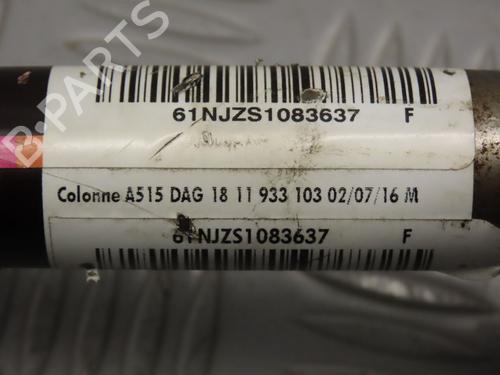 61NJZS1083637 F
Colonne A515 DAG 18 11 933 103 02/07/16 M
61NJZS1083637 F
B-PARTS